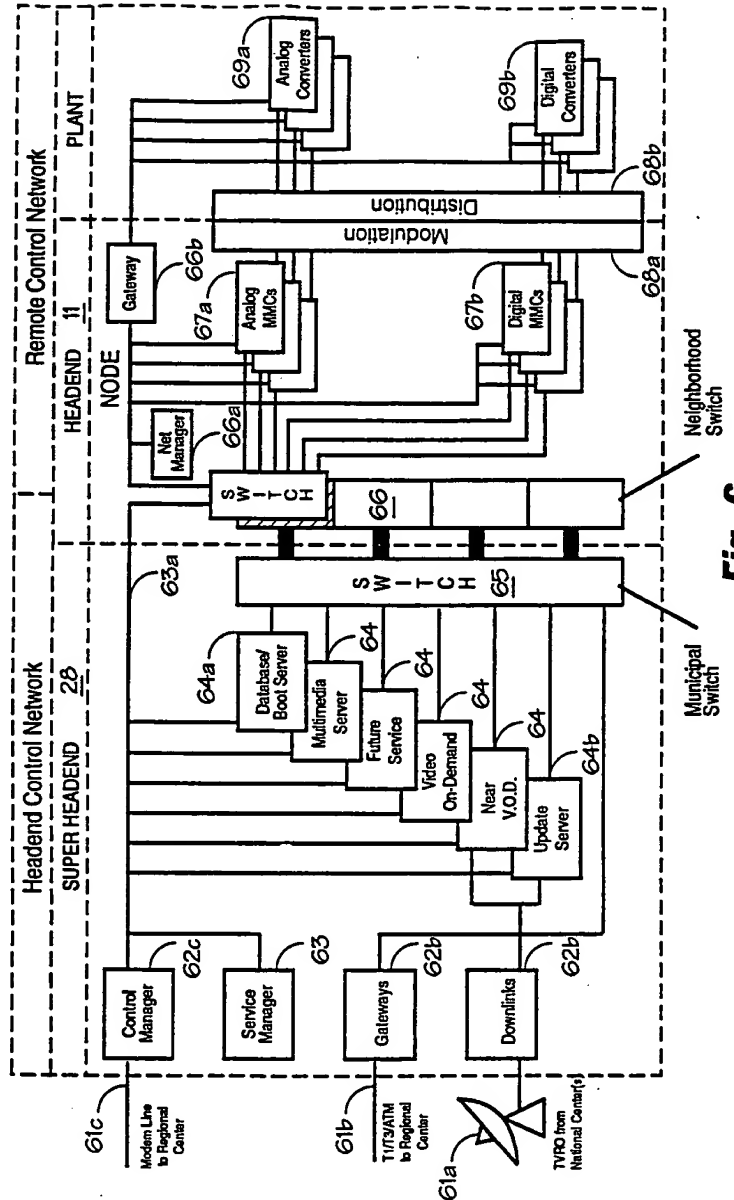 Headend Control Network
Remote Control Network
SUPER HEADEND 28
HEADEND 11
PLANT
NODE
61c
Modem Line
to Regional
Center
61b
T1/T3/ATM
to Regional
Center
61a
TVRO from
National Center(s)
Control
Manager
62c
Service
Manager
63
Gateways
62b
Downlinks
62b
63a
64a
Database/
Boot Server
Multimedia
Server
64
Future
Service
64
Video
On-Demand
64
Near
V.O.D.
64
Update
Server
64b
SWITCH
65
Municipal
Switch
SWITCH
66
Neighborhood
Switch
Net
Manager
66a
Gateway
66b
67a
Analog
MMCs
67b
Digital
MMCs
Modulation
68a
Distribution
68b
69a
Analog
Converters
69b
Digital
Converters
Fig. 6